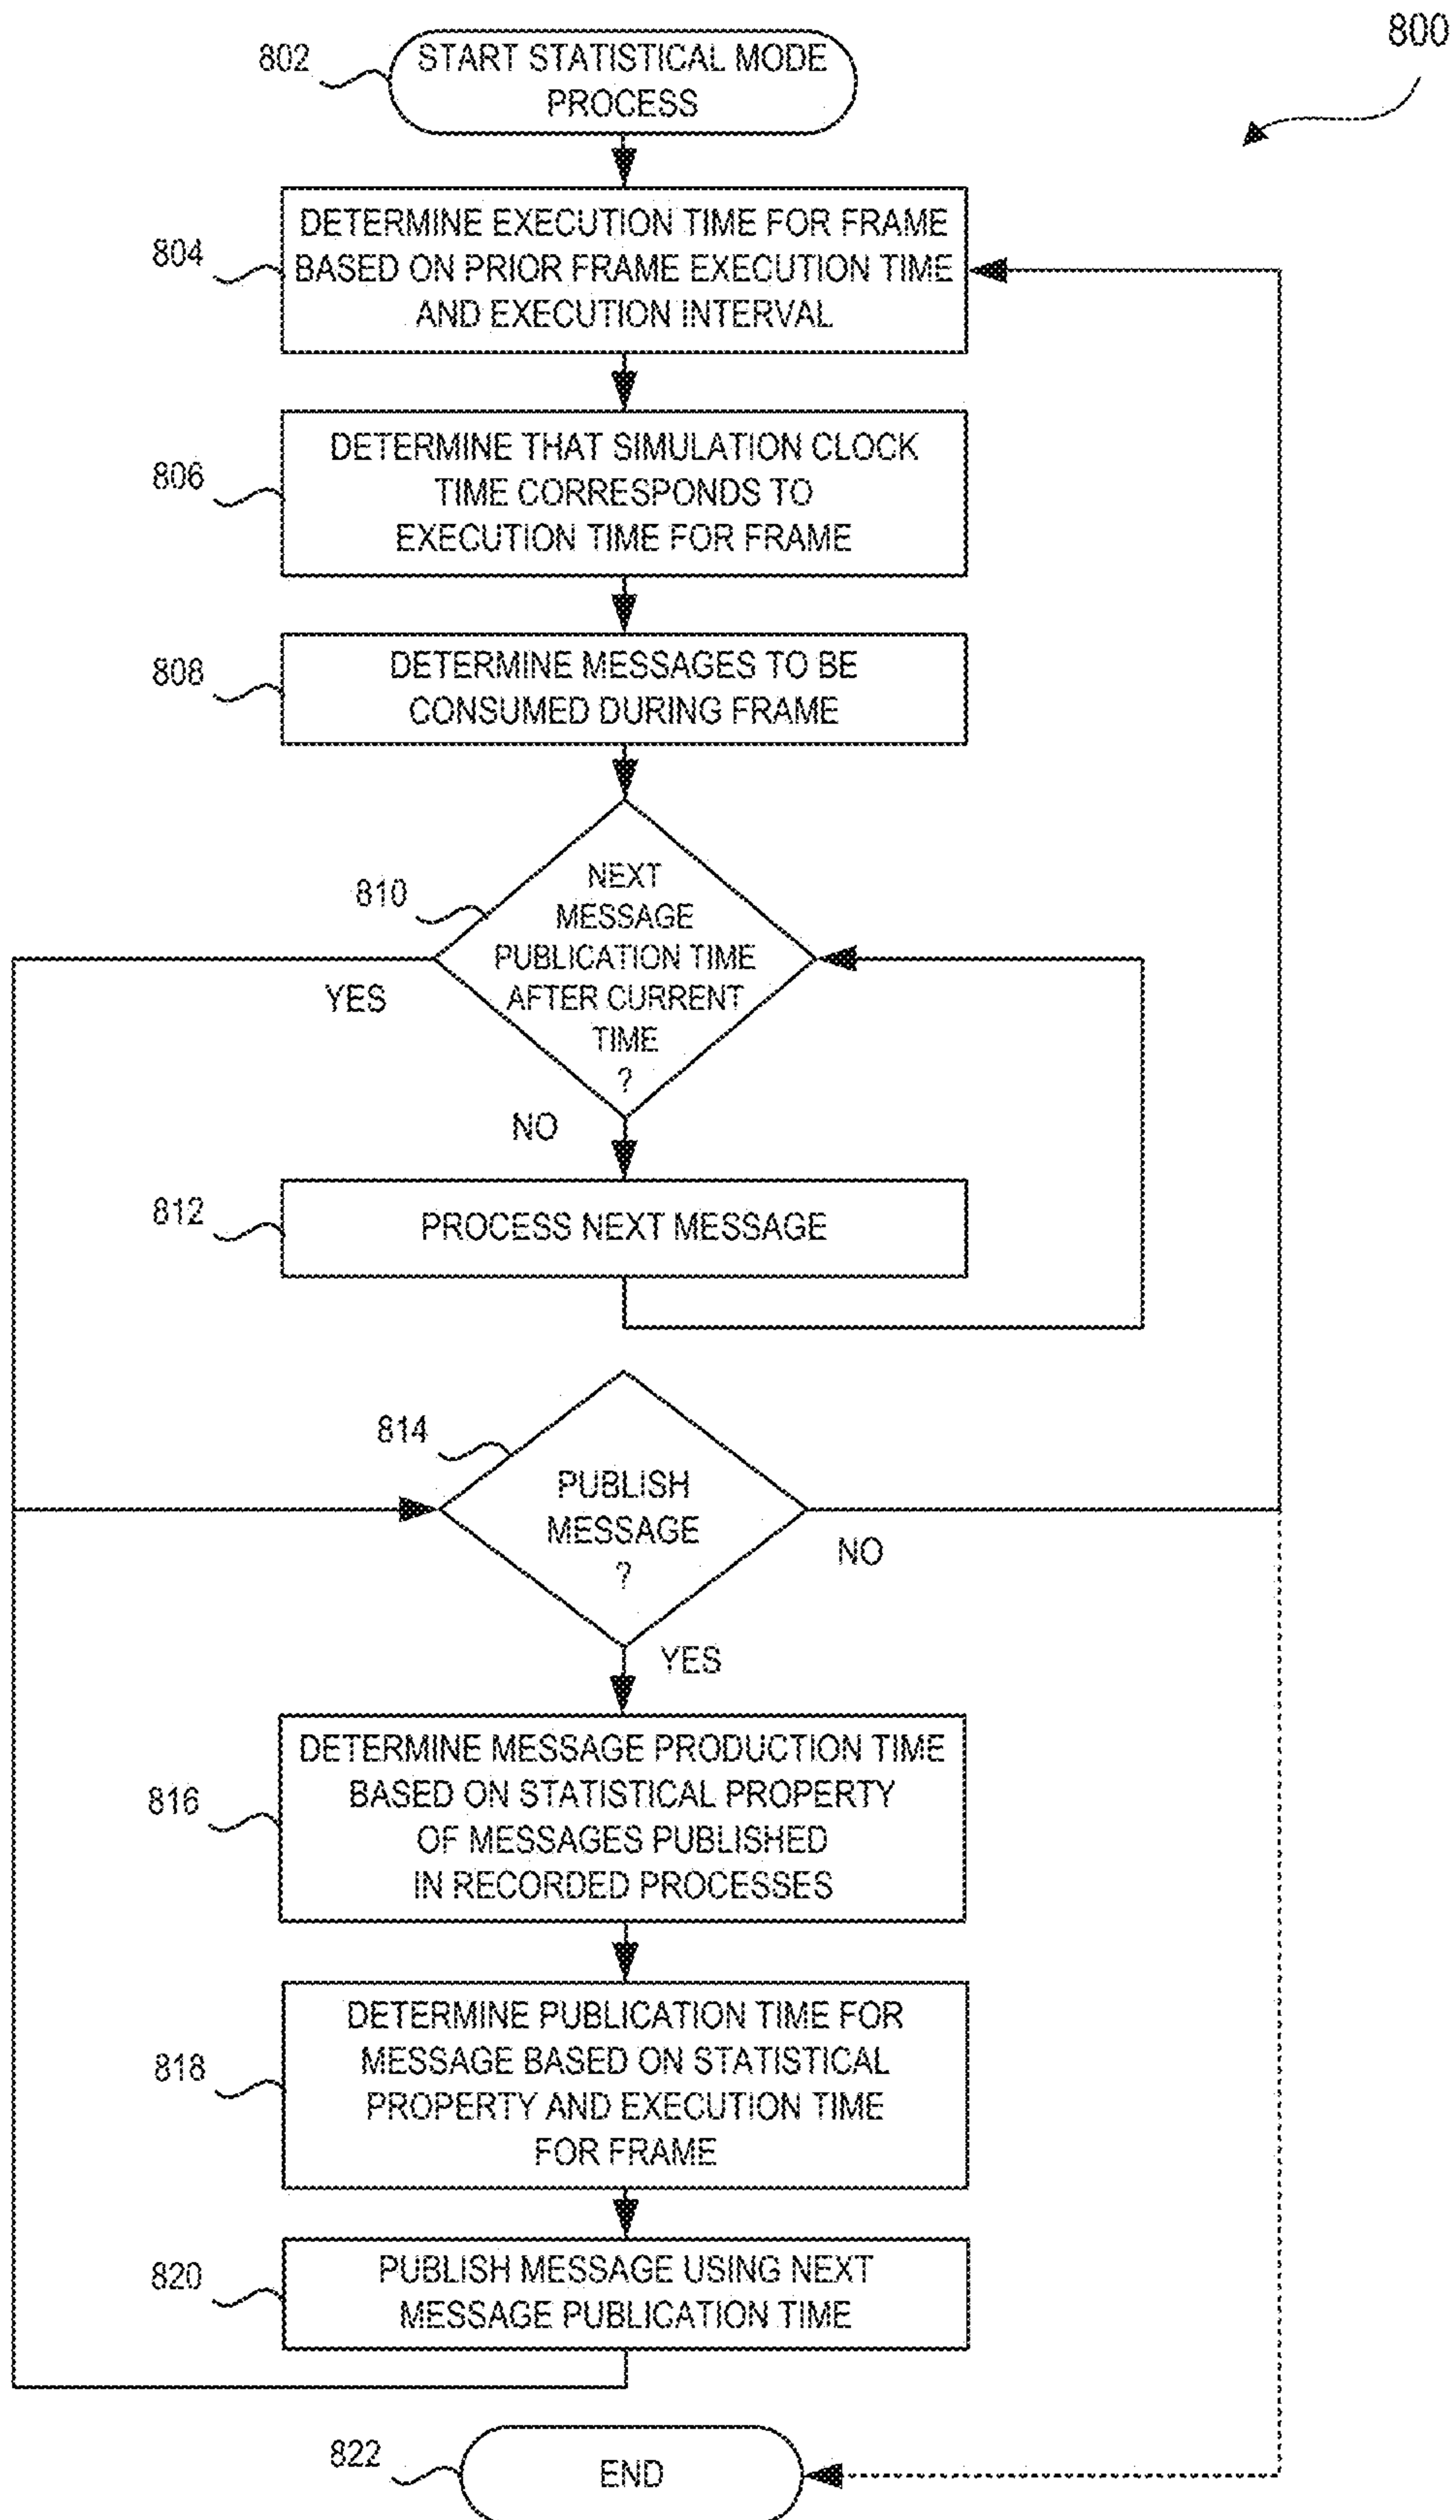 800
802
START STATISTICAL MODE
PROCESS
804
DETERMINE EXECUTION TIME FOR FRAME
BASED ON PRIOR FRAME EXECUTION TIME
AND EXECUTION INTERVAL
806
DETERMINE THAT SIMULATION CLOCK
TIME CORRESPONDS TO
EXECUTION TIME FOR FRAME
808
DETERMINE MESSAGES TO BE
CONSUMED DURING FRAME
810
NEXT
MESSAGE
PUBLICATION TIME
AFTER CURRENT
TIME
?
YES
NO
812
PROCESS NEXT MESSAGE
814
PUBLISH
MESSAGE
?
NO
YES
816
DETERMINE MESSAGE PRODUCTION TIME
BASED ON STATISTICAL PROPERTY
OF MESSAGES PUBLISHED
IN RECORDED PROCESSES
818
DETERMINE PUBLICATION TIME FOR
MESSAGE BASED ON STATISTICAL
PROPERTY AND EXECUTION TIME
FOR FRAME
820
PUBLISH MESSAGE USING NEXT
MESSAGE PUBLICATION TIME
822
END